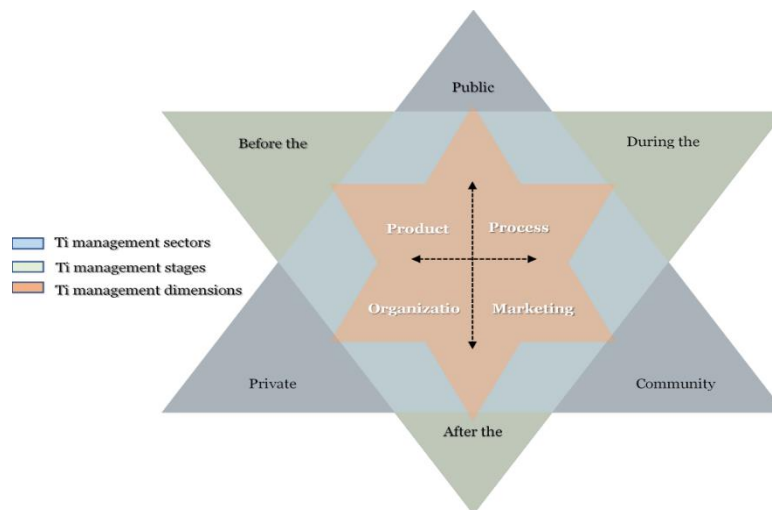 Public
Before the
During the
Product
Process
Ti management sectors
Ti management stages
Ti management dimensions
Organizatio
Marketing
Private
Community
After the